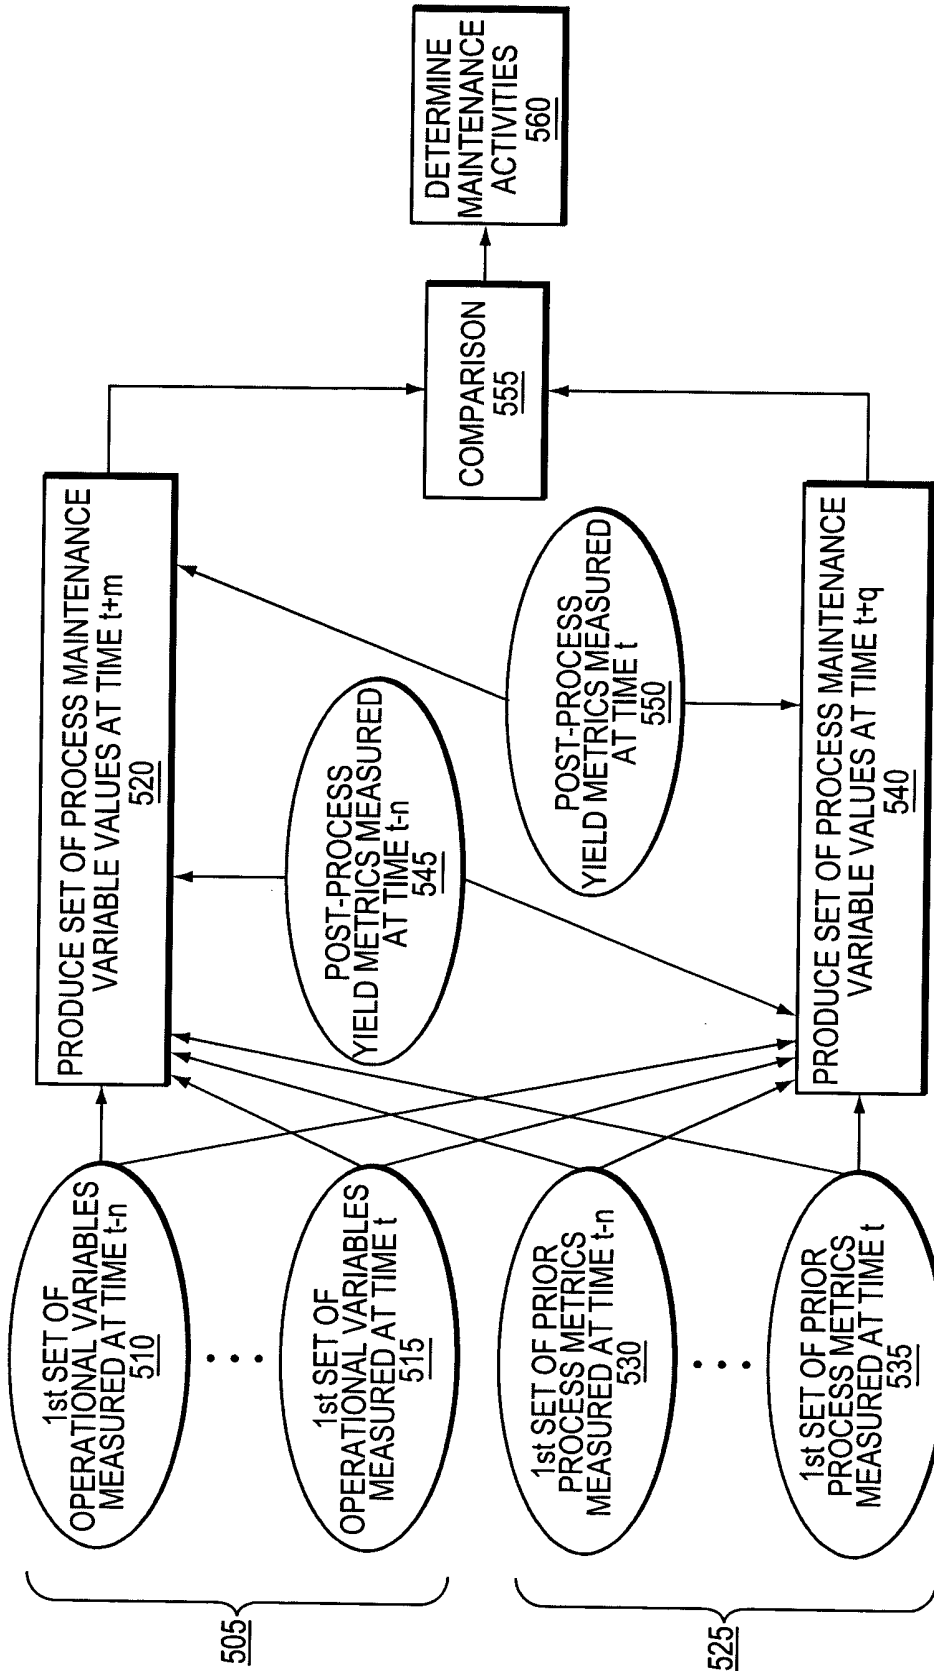 505
1st SET OF
OPERATIONAL VARIABLES
MEASURED AT TIME t-n
510
1st SET OF
OPERATIONAL VARIABLES
MEASURED AT TIME t
515
525
1st SET OF PRIOR
PROCESS METRICS
MEASURED AT TIME t-n
530
1st SET OF PRIOR
PROCESS METRICS
MEASURED AT TIME t
535
PRODUCE SET OF PROCESS MAINTENANCE
VARIABLE VALUES AT TIME t+m
520
POST-PROCESS
YIELD METRICS MEASURED
AT TIME t-n
545
POST-PROCESS
YIELD METRICS MEASURED
AT TIME t
550
PRODUCE SET OF PROCESS MAINTENANCE
VARIABLE VALUES AT TIME t+q
540
COMPARISON
555
DETERMINE
MAINTENANCE
ACTIVITIES
560